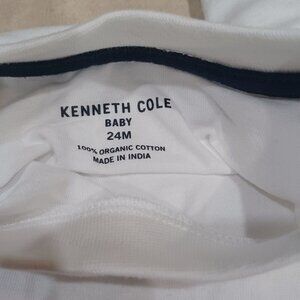 KENNETH COLE
BABY
24M
100% ORGANIC COTTON
MADE IN INDIA